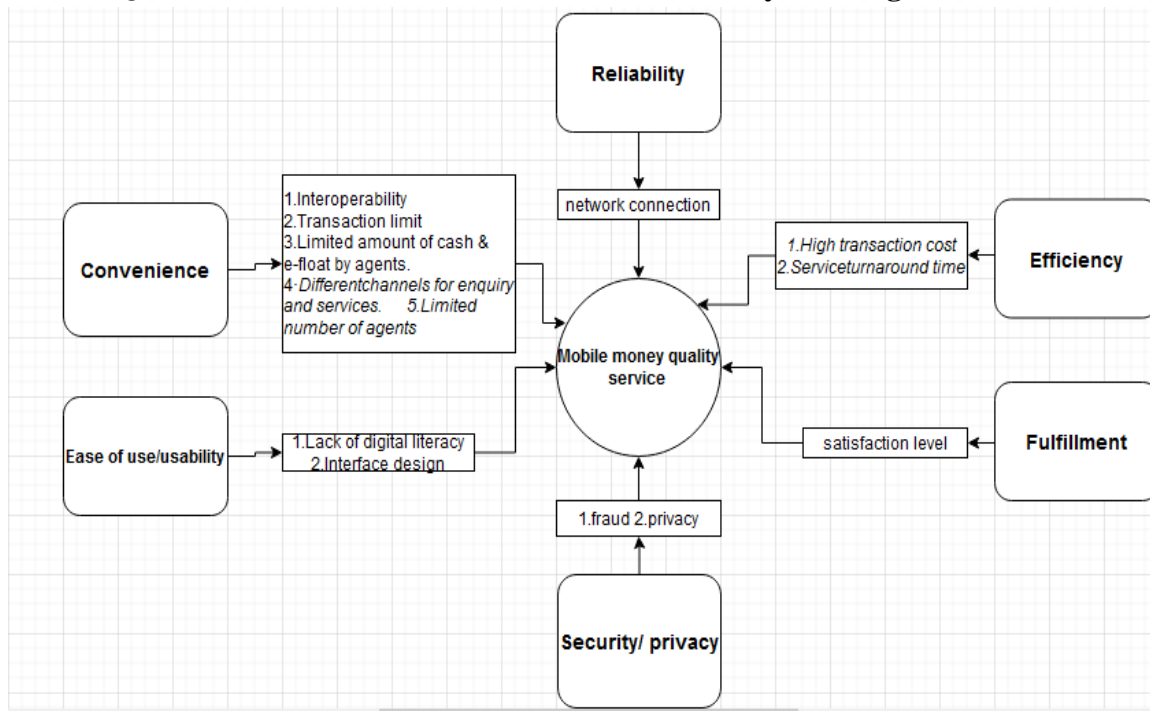 Reliability
network connection
Convenience
1.Interoperability
2.Transaction limit
3.Limited amount of cash &
e-float by agents.
4·Differentchannels for enquiry
and services. 5.Limited
number of agents
1.High transaction cost
2.Serviceturnaround time
Efficiency
Mobile money quality
service
Ease of use/usability
1.Lack of digital literacy
2.Interface design
satisfaction level
Fulfillment
1.fraud 2.privacy
Security/ privacy